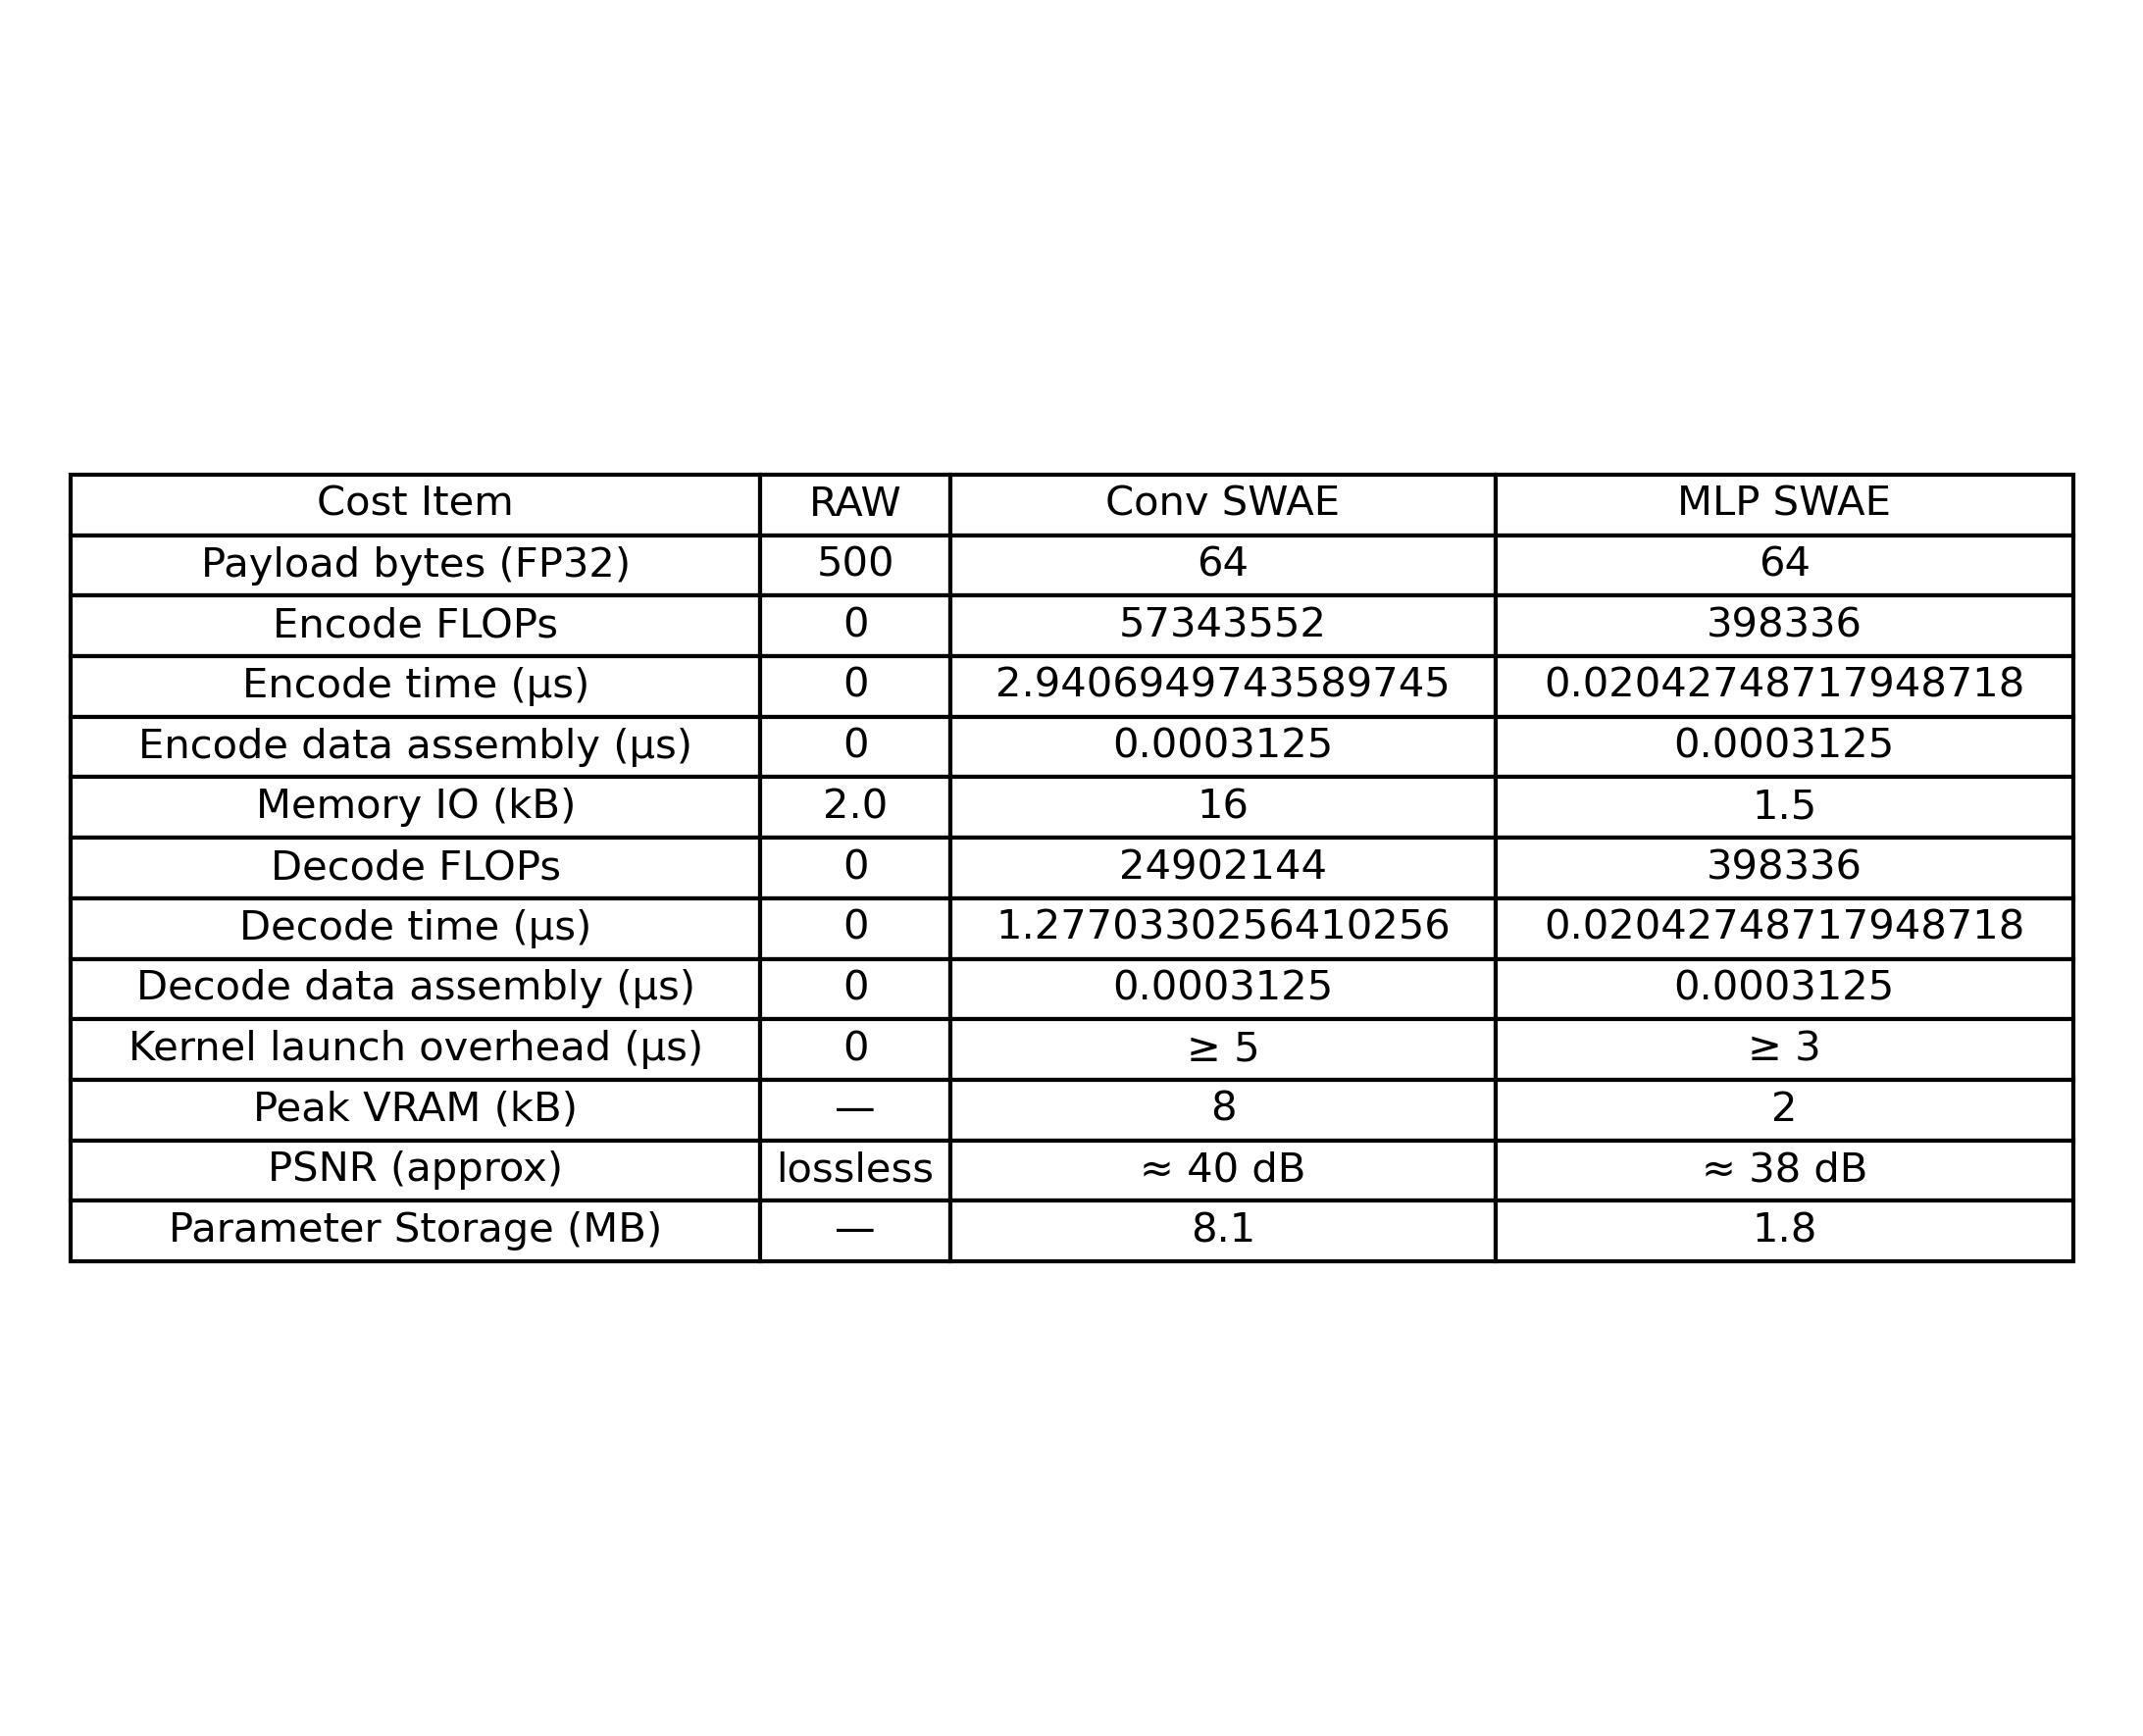 Cost Item RAW Conv SWAE MLP SWAE
Payload bytes (FP32) 500 64 64
Encode FLOPs 0 57343552 398336
Encode time (µs) 0 2.9406949743589745 0.02042748717948718
Encode data assembly (µs) 0 0.0003125 0.0003125
Memory IO (kB) 2.0 16 1.5
Decode FLOPs 0 24902144 398336
Decode time (µs) 0 1.2770330256410256 0.02042748717948718
Decode data assembly (µs) 0 0.0003125 0.0003125
Kernel launch overhead (µs) 0 ≥ 5 ≥ 3
Peak VRAM (kB) — 8 2
PSNR (approx) lossless ≈ 40 dB ≈ 38 dB
Parameter Storage (MB) — 8.1 1.8